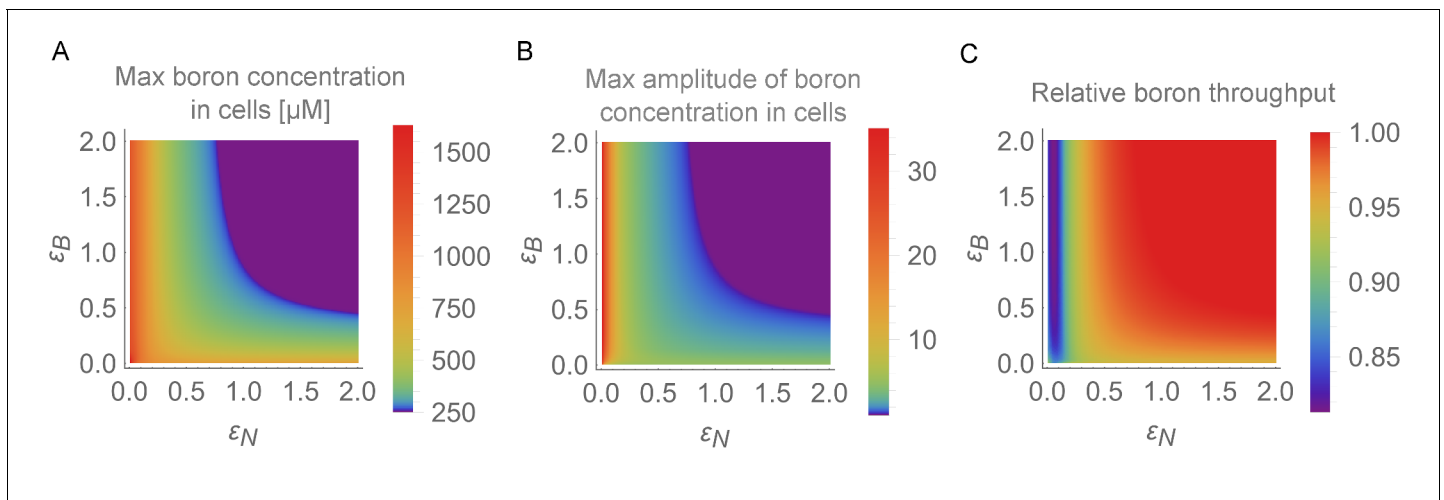 A
Max boron concentration
in cells [μM]
2.0
1.5
1.0
0.5
0.0
εB
0.0 0.5 1.0 1.5 2.0
εN
1500
1250
1000
750
500
250
B
Max amplitude of boron
concentration in cells
2.0
1.5
1.0
0.5
0.0
εB
0.0 0.5 1.0 1.5 2.0
εN
30
20
10
C
Relative boron throughput
2.0
1.5
1.0
0.5
0.0
εB
0.0 0.5 1.0 1.5 2.0
εN
1.00
0.95
0.90
0.85